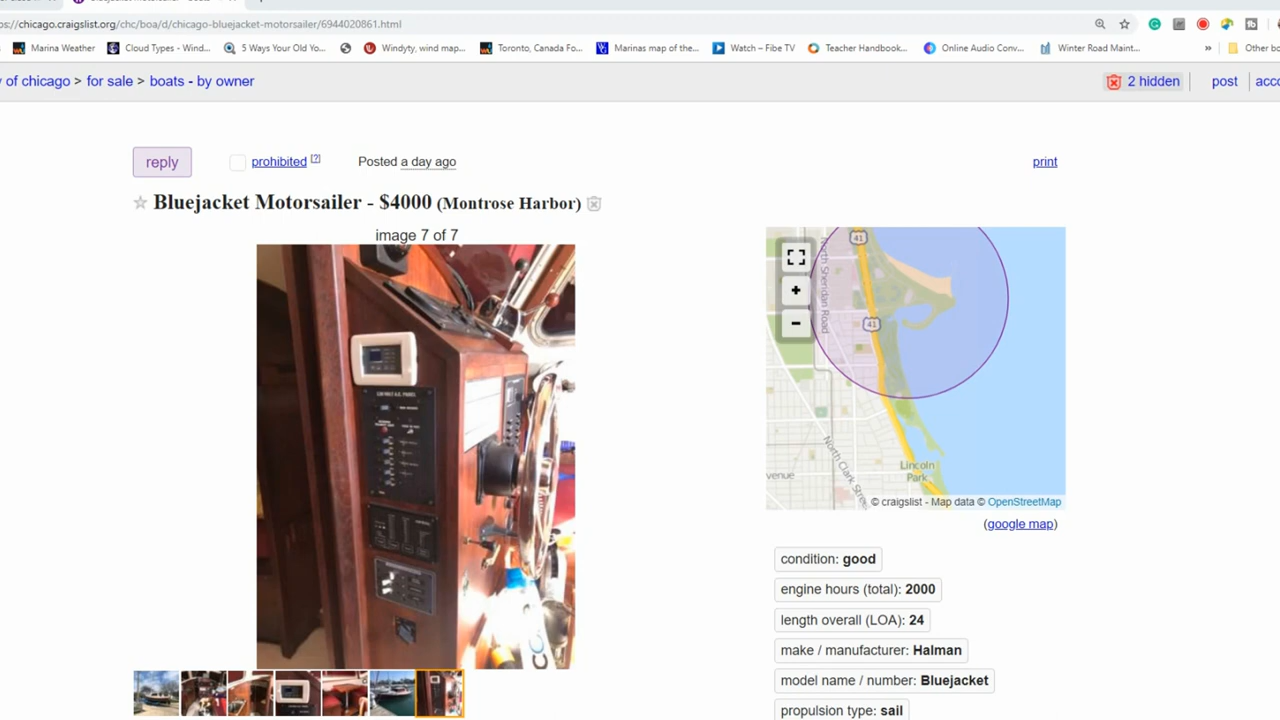 ps://chicago.craigslist.org/chc/boa/d/chicago-bluejacket-motorsailer/6944020861.html
Marina Weather Cloud Types - Wind... 5 Ways Your Old Yo... Windyty, wind map... Toronto, Canada Fo... Marinas map of the... Watch – Fibe TV Teacher Handbook... Online Audio Conv... Winter Road Maint... » Other bo
y of chicago > for sale > boats - by owner 2 hidden post acco
reply prohibited [?] Posted a day ago print
Bluejacket Motorsailer - $4000 (Montrose Harbor)
image 7 of 7
41
North Sheridan Road
+
41
−
North Clark Stree
Lincoln
Park
venue
© craigslist - Map data © OpenStreetMap
(google map)
condition: good
engine hours (total): 2000
length overall (LOA): 24
make / manufacturer: Halman
model name / number: Bluejacket
propulsion type: sail